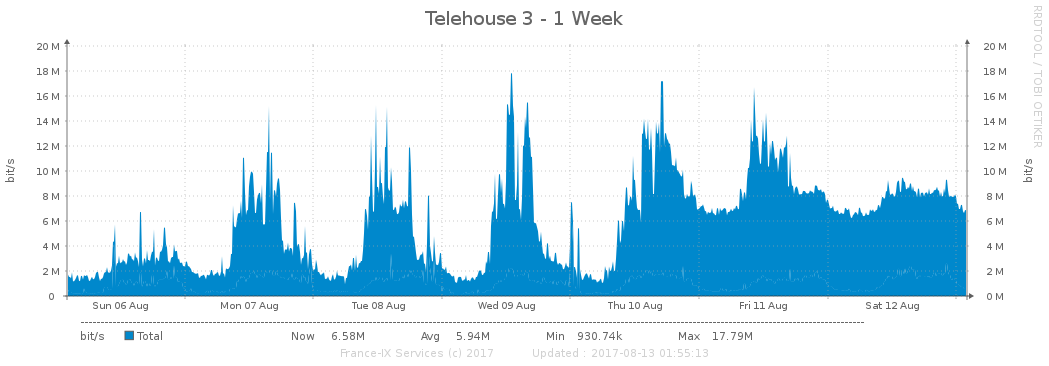 Telehouse 3 - 1 Week
RRDTOOL / TOBI OETIKER
20 M 20 M
18 M 18 M
16 M 16 M
14 M 14 M
12 M 12 M
10 M 10 M
8 M 8 M
6 M 6 M
4 M 4 M
2 M 2 M
0 0 M
bit/s
bit/s
Sun 06 Aug Mon 07 Aug Tue 08 Aug Wed 09 Aug Thu 10 Aug Fri 11 Aug Sat 12 Aug
bit/s Total Now 6.58M Avg 5.94M Min 930.74k Max 17.79M
France-IX Services (c) 2017 Updated : 2017-08-13 01:55:13